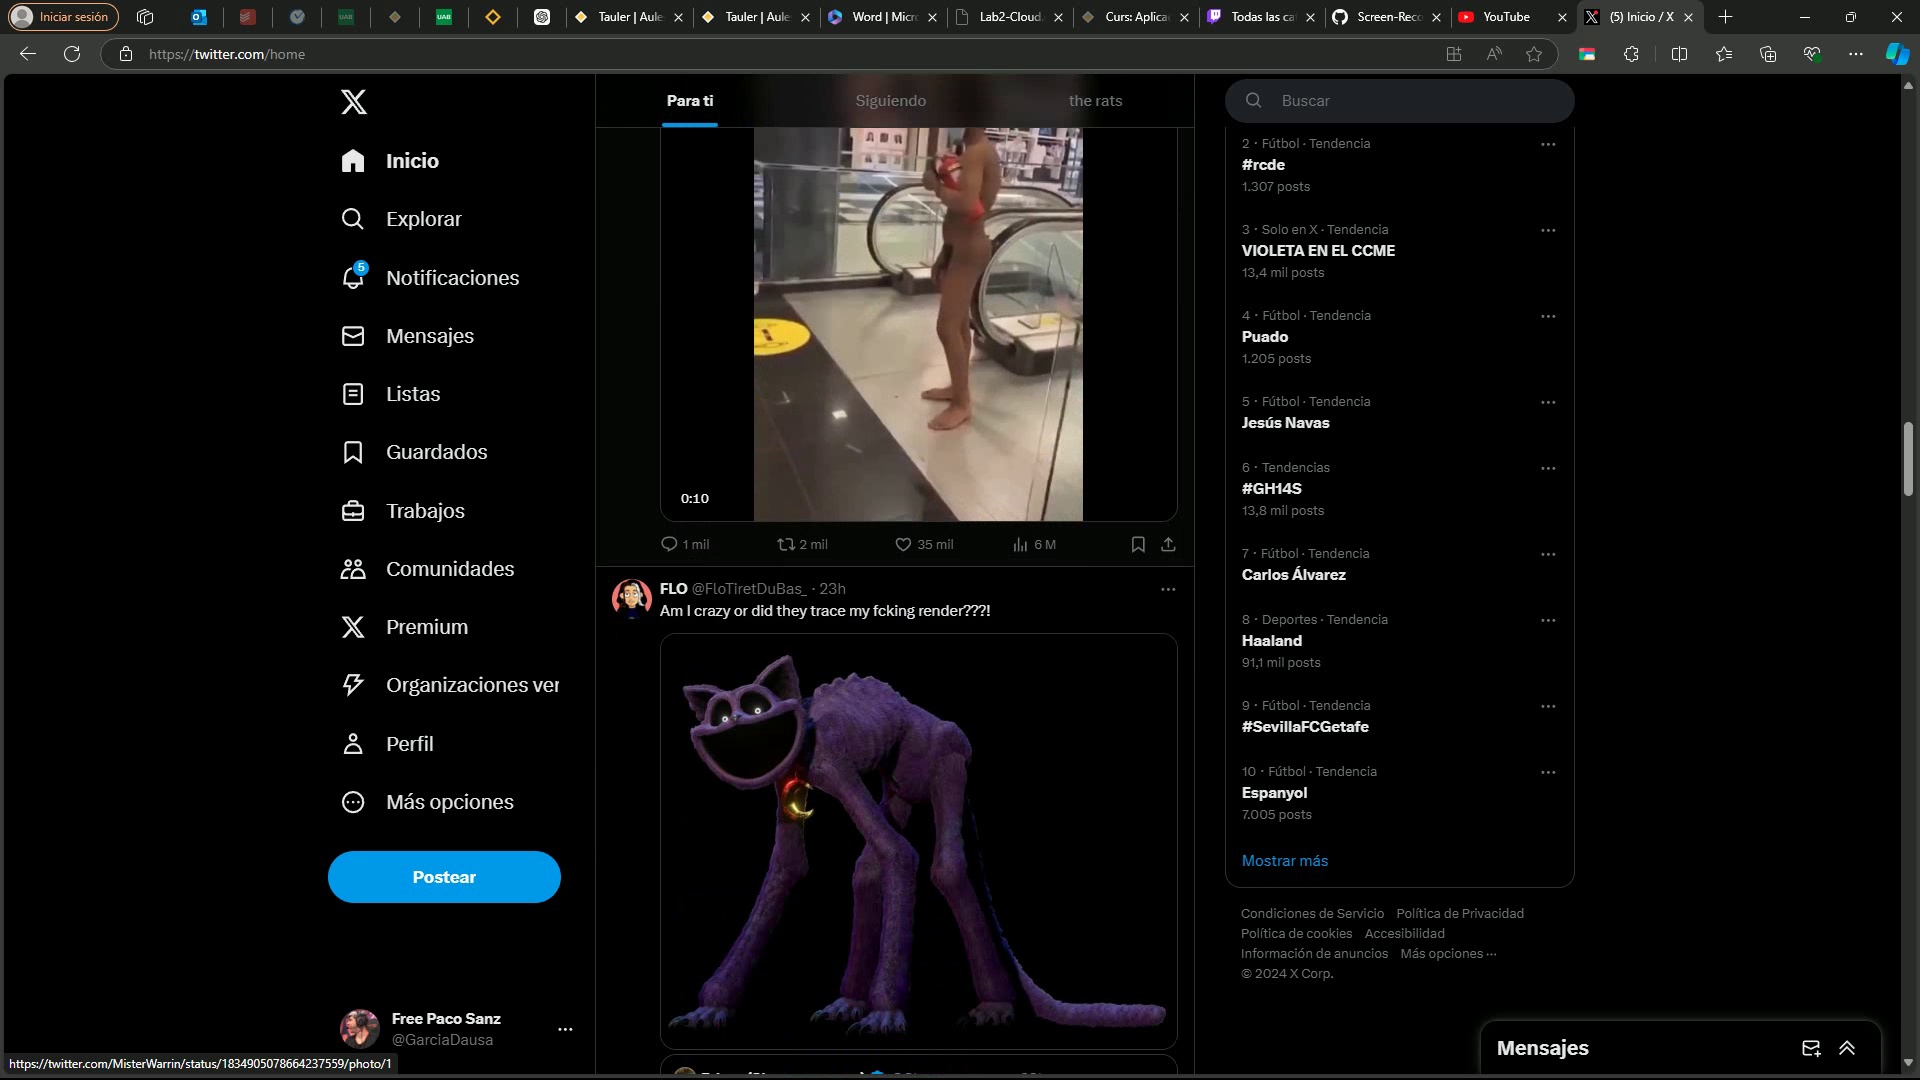 Iniciar sesión
Tauler | Aule
Tauler | Aule
Word | Micr
Lab2-Cloud
Curs: Aplica
Todas las ca
Screen-Reco
YouTube
(5) Inicio / X
https://twitter.com/home
Inicio
Explorar
5
Notificaciones
Mensajes
Listas
Guardados
Trabajos
Comunidades
Premium
Organizaciones ver
Perfil
Más opciones
Postear
Free Paco Sanz
@GarciaDausa
https://twitter.com/MisterWarrin/status/1834905078664237559/photo/1
Para ti
Siguiendo
the rats
0:10
1 mil
2 mil
35 mil
6 M
FLO @FloTiretDuBas_ · 23h
Am I crazy or did they trace my fcking render???!
Buscar
2 · Fútbol · Tendencia
#rcde
1.307 posts
3 · Solo en X · Tendencia
VIOLETA EN EL CCME
13,4 mil posts
4 · Fútbol · Tendencia
Puado
1.205 posts
5 · Fútbol · Tendencia
Jesús Navas
6 · Tendencias
#GH14S
13,8 mil posts
7 · Fútbol · Tendencia
Carlos Álvarez
8 · Deportes · Tendencia
Haaland
91,1 mil posts
9 · Fútbol · Tendencia
#SevillaFCGetafe
10 · Fútbol · Tendencia
Espanyol
7.005 posts
Mostrar más
Condiciones de Servicio Política de Privacidad
Política de cookies Accesibilidad
Información de anuncios Más opciones ···
© 2024 X Corp.
Mensajes